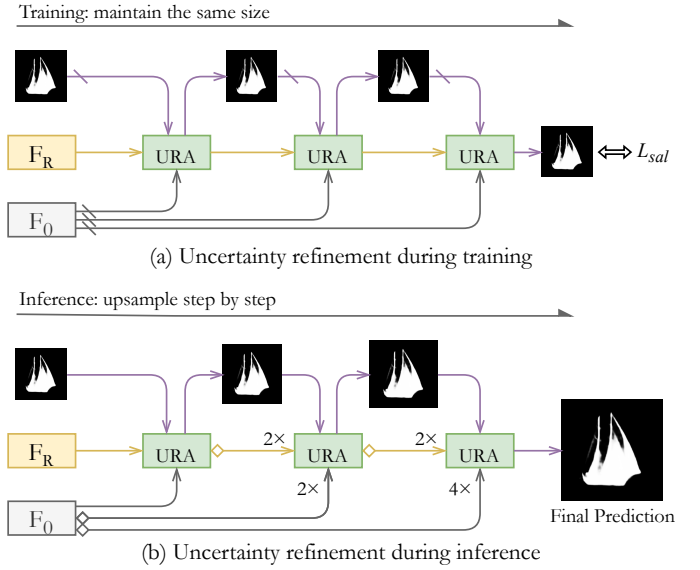 Training: maintain the same size
F_R
URA
URA
URA
L_sal
F_0
(a) Uncertainty refinement during training
Inference: upsample step by step
F_R
URA
2×
URA
2×
URA
2×
4×
F_0
Final Prediction
(b) Uncertainty refinement during inference